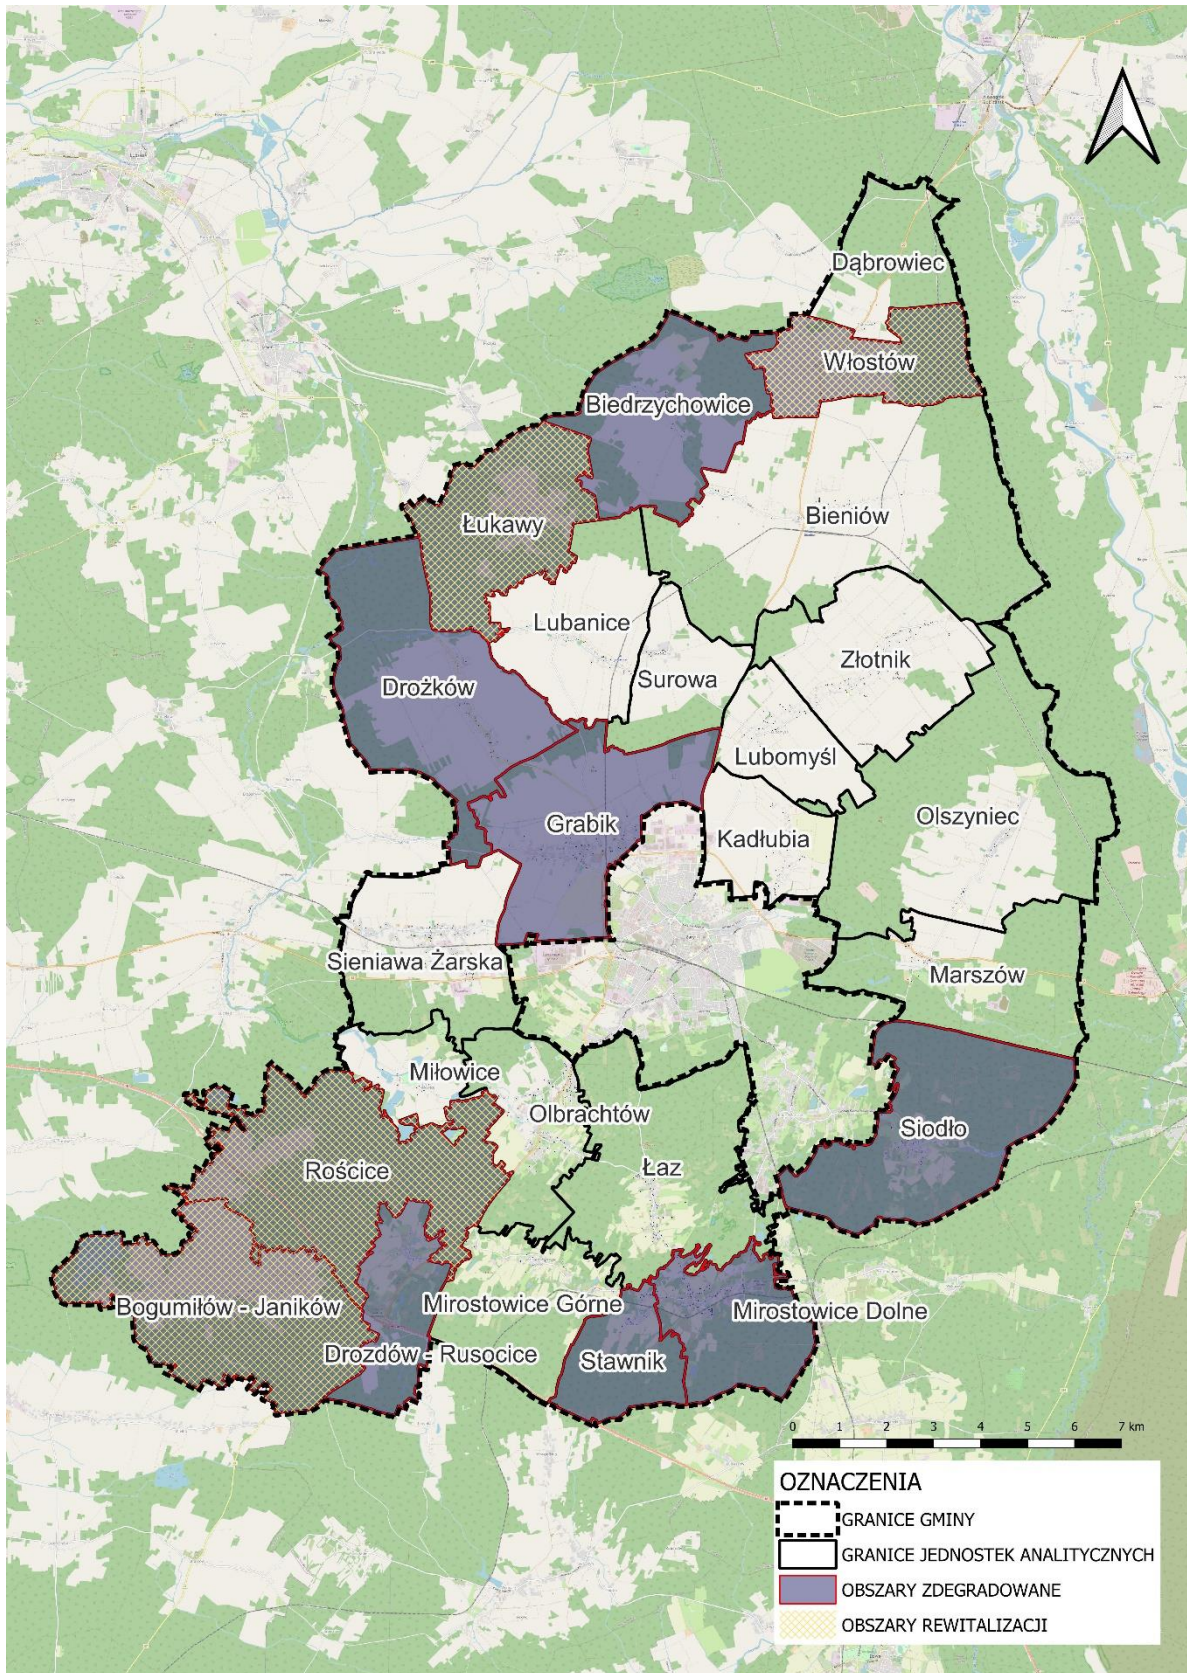 Dąbrowiec
Włostów
Biedrzychowice
Bieniów
Łukawy
Lubanice
Złotnik
Surowa
Drożków
Lubomyśl
Olszyniec
Grabik
Kadłubia
Sieniawa Żarska
Marszów
Miłowice
Olbrachtów
Siodło
Łaz
Rościce
Bogumiłów - Janików
Mirostowice Górne
Mirostowice Dolne
Drozdów - Rusocice
Stawnik
0 1 2 3 4 5 6 7 km
OZNACZENIA
GRANICE GMINY
GRANICE JEDNOSTEK ANALITYCZNYCH
OBSZARY ZDEGRADOWANE
OBSZARY REWITALIZACJI